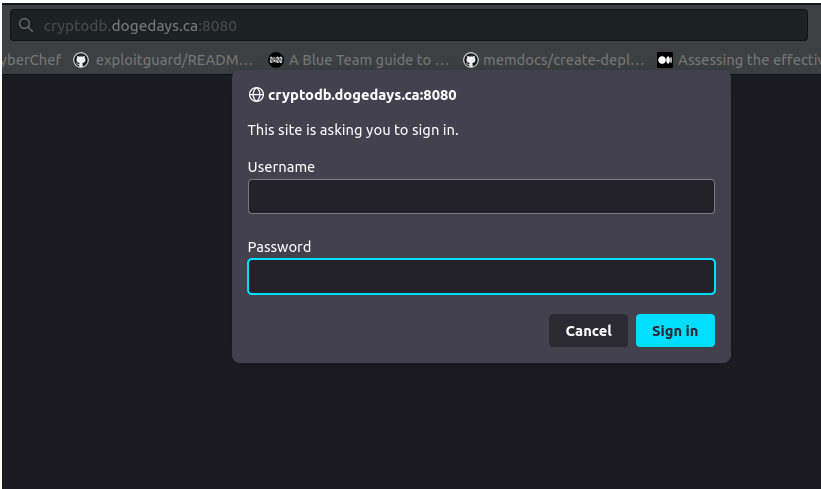 cryptodb.dogedays.ca:8080
yberChef exploitguard/READM... A Blue Team guide to ... memdocs/create-depl... Assessing the effectiv
cryptodb.dogedays.ca:8080
This site is asking you to sign in.
Username
Password
Cancel Sign in